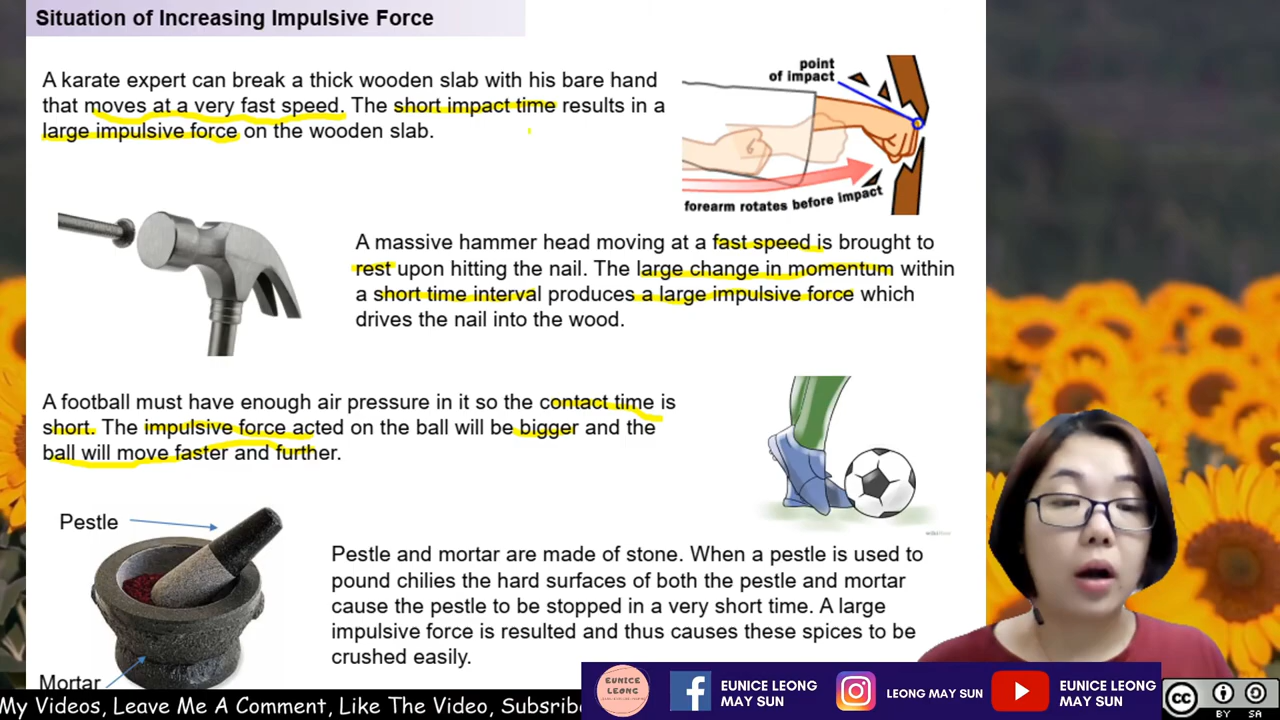 Situation of Increasing Impulsive Force
A karate expert can break a thick wooden slab with his bare hand
that moves at a very fast speed. The short impact time results in a
large impulsive force on the wooden slab.
point
of impact
forearm rotates before impact
A massive hammer head moving at a fast speed is brought to
rest upon hitting the nail. The large change in momentum within
a short time interval produces a large impulsive force which
drives the nail into the wood.
A football must have enough air pressure in it so the contact time is
short. The impulsive force acted on the ball will be bigger and the
ball will move faster and further.
wikiHow
Pestle
Mortar
Pestle and mortar are made of stone. When a pestle is used to
pound chilies the hard surfaces of both the pestle and mortar
cause the pestle to be stopped in a very short time. A large
impulsive force is resulted and thus causes these spices to be
crushed easily.
My Videos, Leave Me A Comment, Like The Video, Subscribe
EUNICE
LEONG
EUNICE LEONG
MAY SUN
LEONG MAY SUN
EUNICE LEONG
MAY SUN
cc
BY SA